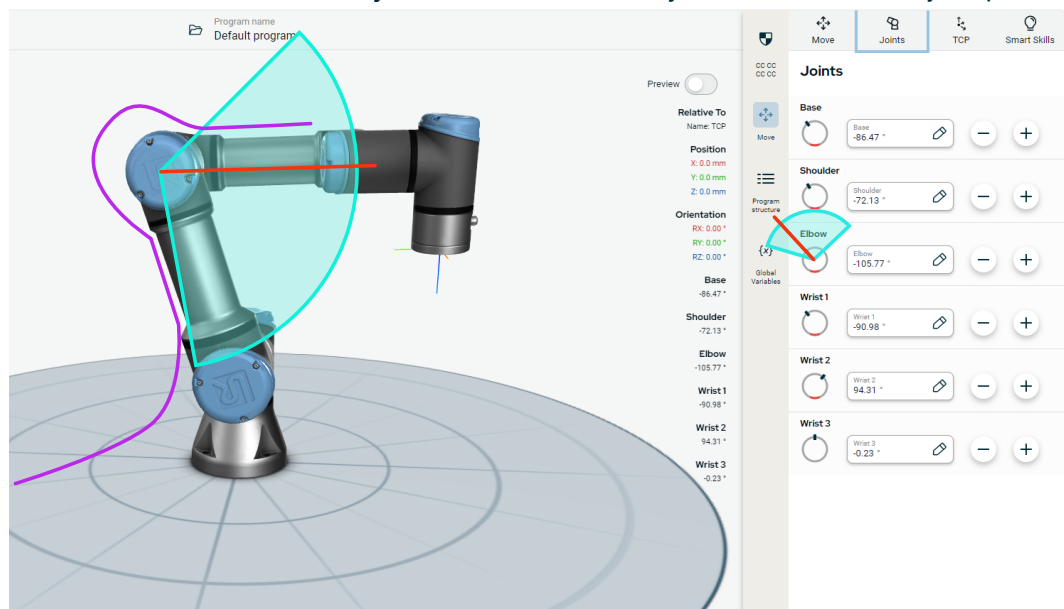 Program name
Default program
Preview
Relative To
Name: TCP
Position
X: 0.0 mm
Y: 0.0 mm
Z: 0.0 mm
Orientation
RX: 0.00 °
RY: 0.00 °
RZ: 0.00 °
Base
-86.47 °
Shoulder
-72.13 °
Elbow
-105.77 °
Wrist 1
-90.98 °
Wrist 2
94.31 °
Wrist 3
-0.23 °
UR
CC CC
CC CC
Move
Program
structure
{x}
Global
Variables
Move
Joints
TCP
Smart Skills
Joints
Base
Base
-86.47 °
Shoulder
Shoulder
-72.13 °
Elbow
Elbow
-105.77 °
Wrist 1
Wrist 1
-90.98 °
Wrist 2
Wrist 2
94.31 °
Wrist 3
Wrist 3
-0.23 °